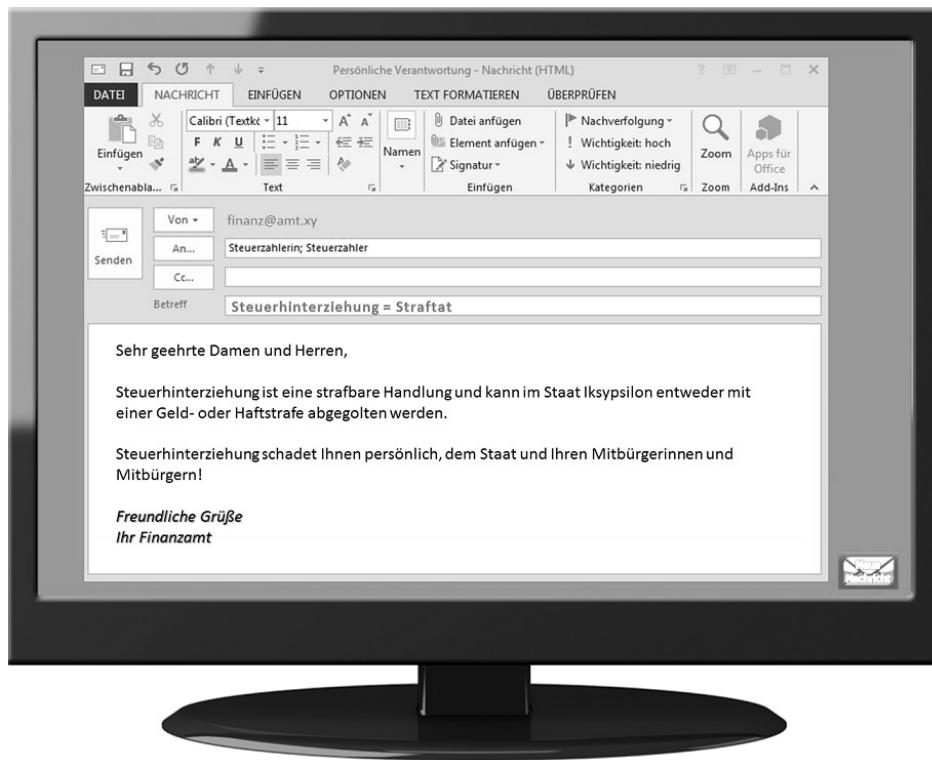 Persönliche Verantwortung - Nachricht (HTML)
DATEI NACHRICHT EINFÜGEN OPTIONEN TEXT FORMATIEREN ÜBERPRÜFEN
Calibri (Textkö 11 A A Datei anfügen Nachverfolgung
F K U Element anfügen ! Wichtigkeit: hoch
Einfügen Namen Zoom Apps für
aby A Signatur Wichtigkeit: niedrig Office
Zwischenabla... Text Einfügen Kategorien Zoom Add-Ins
Von finanz@amt.xy
An... Steuerzahlerin; Steuerzahler
Senden
Cc...
Betreff Steuerhinterziehung = Straftat
Sehr geehrte Damen und Herren,
Steuerhinterziehung ist eine strafbare Handlung und kann im Staat Iksypsilon entweder mit
einer Geld- oder Haftstrafe abgegolten werden.
Steuerhinterziehung schadet Ihnen persönlich, dem Staat und Ihren Mitbürgerinnen und
Mitbürgern!
Freundliche Grüße
Ihr Finanzamt
Neue
Nachricht